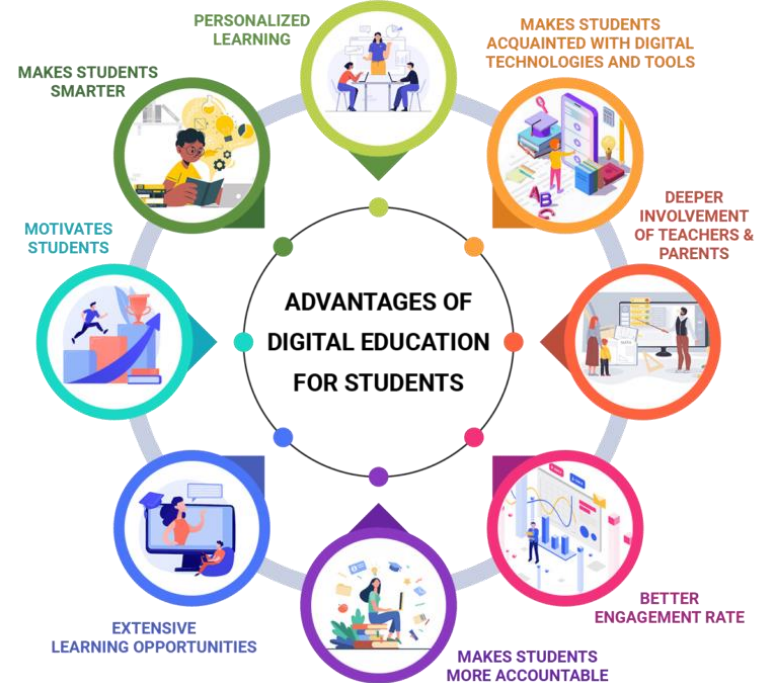 PERSONALIZED
LEARNING
MAKES STUDENTS
ACQUAINTED WITH DIGITAL
TECHNOLOGIES AND TOOLS
DEEPER
INVOLVEMENT
OF TEACHERS &
PARENTS
BETTER
ENGAGEMENT RATE
MAKES STUDENTS
MORE ACCOUNTABLE
EXTENSIVE
LEARNING OPPORTUNITIES
MOTIVATES
STUDENTS
MAKES STUDENTS
SMARTER
ADVANTAGES OF
DIGITAL EDUCATION
FOR STUDENTS
A
B
C